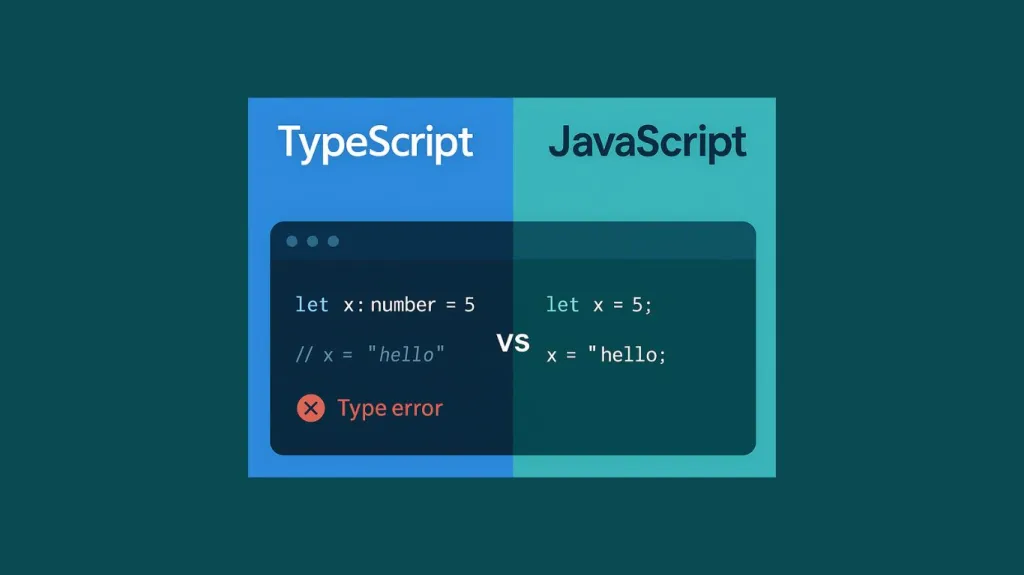 TypeScript
let x: number = 5
// x = "hello"
Type error
vs
JavaScript
let x = 5;
x = "hello;